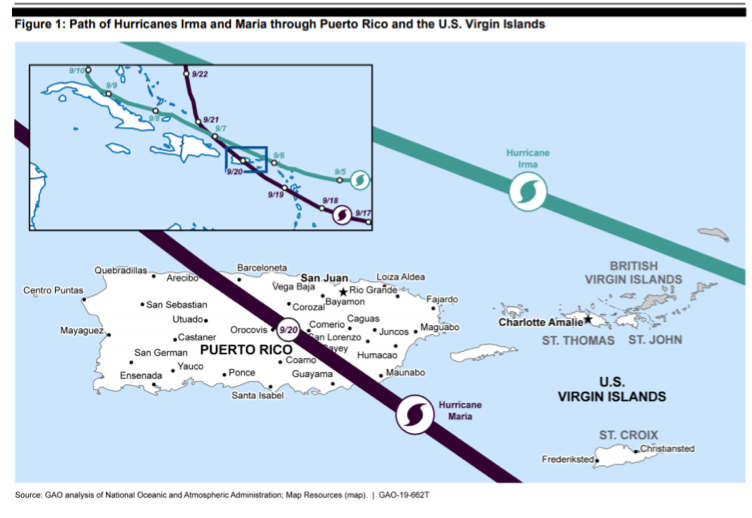 Figure 1: Path of Hurricanes Irma and Maria through Puerto Rico and the U.S. Virgin Islands
9/10
9/9
9/8
9/22
9/21
9/7
9/6
9/5
9/20
9/19
9/18
9/17
Hurricane
Irma
Quebradillas
Arecibo
Barceloneta
San Juan
Loiza Aldea
Centro Puntas
Vega Baja
Rio Grande
San Sebastian
Corozal
Bayamon
Fajardo
Utuado
Caguas
Mayaguez
Orocovis
9/20
Comerio
Juncos
Maguabo
Castaner
San Lorenzo
San German
PUERTO RICO
Humacao
Yauco
Coamo
Ensenada
Ponce
Guayama
Maunabo
Santa Isabel
Hurricane
Maria
BRITISH
VIRGIN ISLANDS
Charlotte Amalie
ST. THOMAS
ST. JOHN
U.S.
VIRGIN ISLANDS
ST. CROIX
Christiansted
Frederiksted
Source: GAO analysis of National Oceanic and Atmospheric Administration; Map Resources (map). | GAO-19-662T